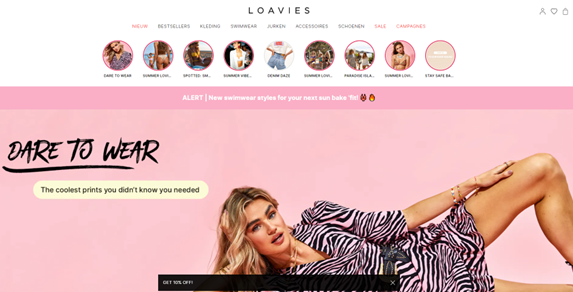 LOAVIES
NIEUW BESTSELLERS KLEDING SWIMWEAR JURKEN ACCESSOIRES SCHOENEN SALE CAMPAGNES
DARE TO WEAR SUMMER LOVI... SPOTTED: SM... SUMMER VIBE... DENIM DAZE SUMMER LOVI... PARADISE ISLA... SUMMER LOVI... STAY SAFE BA...
ALERT | New swimwear styles for your next sun bake 'fit! 👙🔥
DARE TO WEAR
The coolest prints you didn't know you needed
GET 10% OFF!